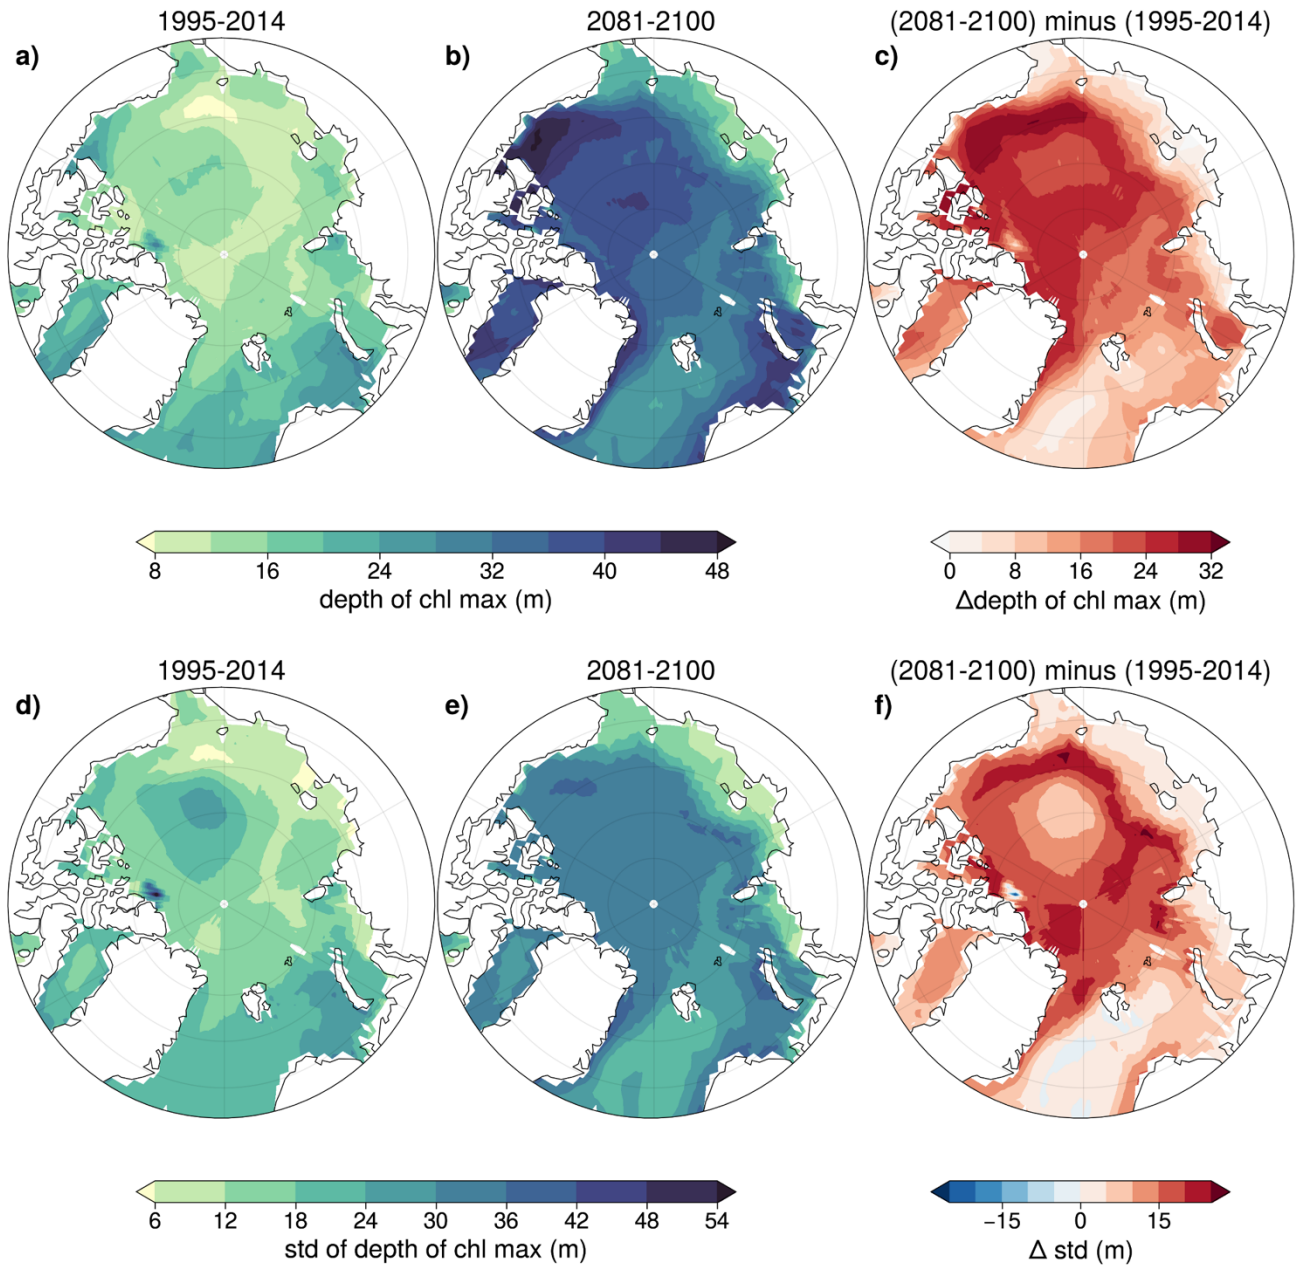 1995-2014
2081-2100
(2081-2100) minus (1995-2014)
a)
b)
c)
8 16 24 32 40 48
depth of chl max (m)
0 8 16 24 32
Δdepth of chl max (m)
1995-2014
2081-2100
(2081-2100) minus (1995-2014)
d)
e)
f)
6 12 18 24 30 36 42 48 54
std of depth of chl max (m)
−15 0 15
Δ std (m)